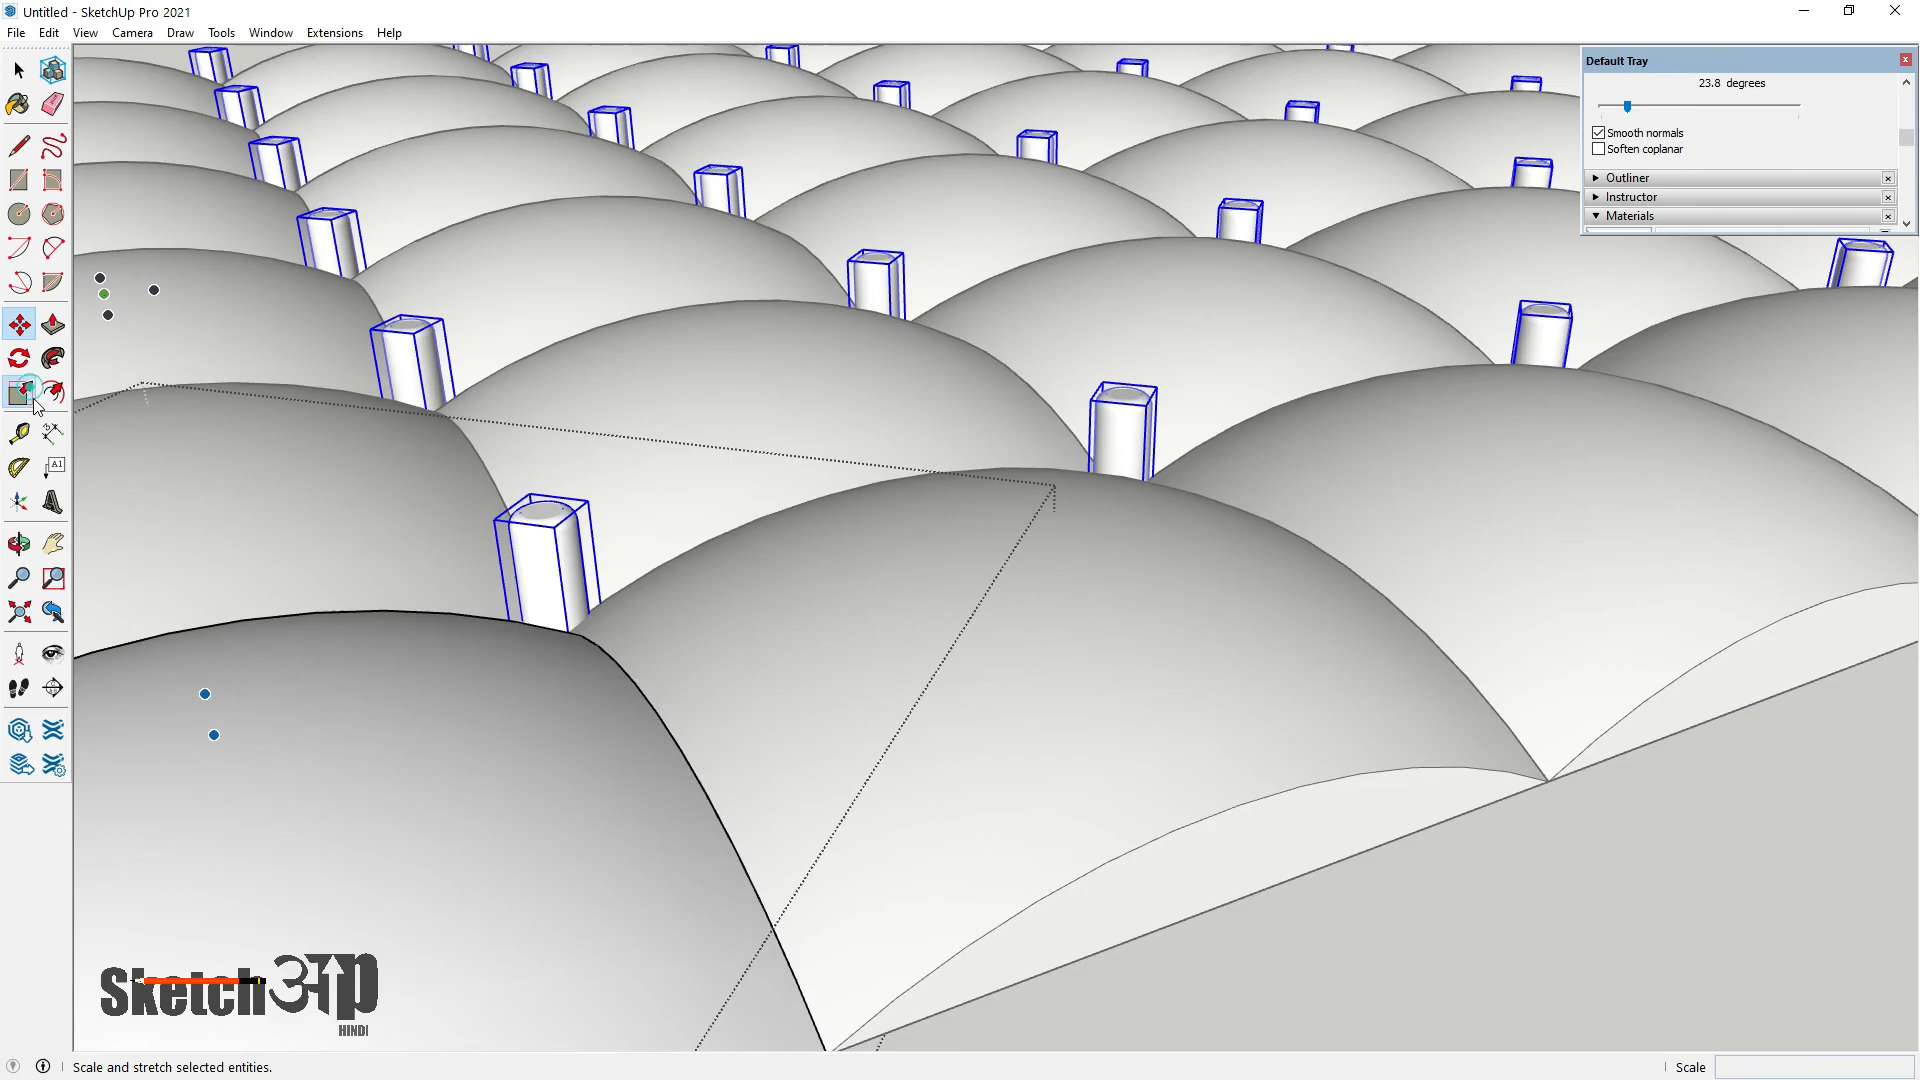 Untitled - SketchUp Pro 2021
File Edit View Camera Draw Tools Window Extensions Help
Default Tray
23.8 degrees
Smooth normals
Soften coplanar
Outliner
Instructor
Materials
A1
Sketchअप
HINDI
Scale and stretch selected entities.
Scale